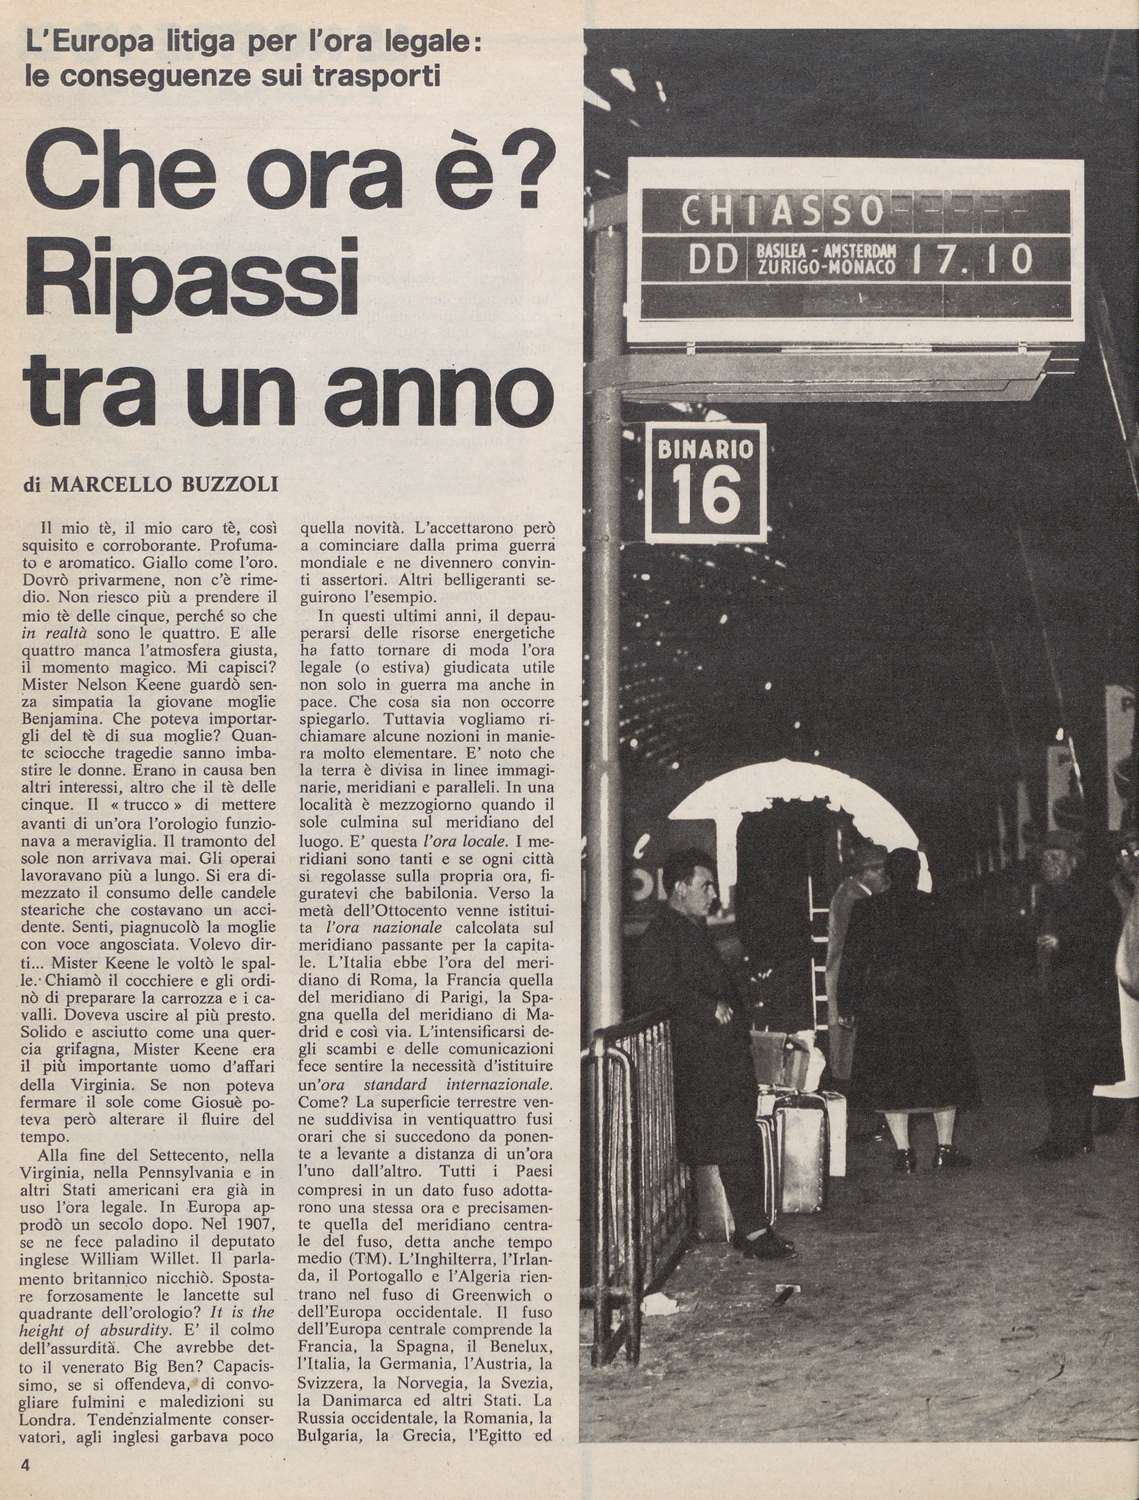 L'Europa litiga per l'ora legale:
le conseguenze sui trasporti
Che ora è?
Ripassi
tra un anno
di MARCELLO BUZZOLI
Il mio tè, il mio caro tè, così
squisito e corroborante. Profuma-
to e aromatico. Giallo come l'oro.
Dovrò privarmene, non c'è rime-
dio. Non riesco più a prendere il
mio tè delle cinque, perché so che
in realtà sono le quattro. E alle
quattro manca l'atmosfera giusta,
il momento magico. Mi capisci?
Mister Nelson Keene guardò sen-
za simpatia la giovane moglie
Benjamina. Che poteva importar-
gli del tè di sua moglie? Quan-
te sciocche tragedie sanno imba-
stire le donne. Erano in causa ben
altri interessi, altro che il tè delle
cinque. Il « trucco » di mettere
avanti di un'ora l'orologio funzio-
nava a meraviglia. Il tramonto del
sole non arrivava mai. Gli operai
lavoravano più a lungo. Si era di-
mezzato il consumo delle candele
steariche che costavano un acci-
dente. Senti, piagnucolò la moglie
con voce angosciata. Volevo dir-
ti... Mister Keene le voltò le spal-
le. Chiamò il cocchiere e gli ordi-
nò di preparare la carrozza e i ca-
valli. Doveva uscire al più presto.
Solido e asciutto come una quer-
cia grifagna, Mister Keene era
il più importante uomo d'affari
della Virginia. Se non poteva
fermare il sole come Giosuè po-
teva però alterare il fluire del
tempo.
Alla fine del Settecento, nella
Virginia, nella Pennsylvania e in
altri Stati americani era già in
uso l'ora legale. In Europa ap-
prodò un secolo dopo. Nel 1907,
se ne fece paladino il deputato
inglese William Willet. Il parla-
mento britannico nicchiò. Sposta-
re forzosamente le lancette sul
quadrante dell'orologio? It is the
height of absurdity. E' il colmo
dell'assurdità. Che avrebbe det-
to il venerato Big Ben? Capacis-
simo, se si offendeva, di convo-
gliare fulmini e maledizioni su
Londra. Tendenzialmente conser-
vatori, agli inglesi garbava poco
quella novità. L'accettarono però
a cominciare dalla prima guerra
mondiale e ne divennero convin-
ti assertori. Altri belligeranti se-
guirono l'esempio.
In questi ultimi anni, il depau-
perarsi delle risorse energetiche
ha fatto tornare di moda l'ora
legale (o estiva) giudicata utile
non solo in guerra ma anche in
pace. Che cosa sia non occorre
spiegarlo. Tuttavia vogliamo ri-
chiamare alcune nozioni in manie-
ra molto elementare. E' noto che
la terra è divisa in linee immagi-
narie, meridiani e paralleli. In una
località è mezzogiorno quando il
sole culmina sul meridiano del
luogo. E' questa l'ora locale. I me-
ridiani sono tanti e se ogni città
si regolasse sulla propria ora, fi-
guratevi che babilonia. Verso la
metà dell'Ottocento venne istitui-
ta l'ora nazionale calcolata sul
meridiano passante per la capita-
le. L'Italia ebbe l'ora del meri-
diano di Roma, la Francia quella
del meridiano di Parigi, la Spa-
gna quella del meridiano di Ma-
drid e così via. L'intensificarsi de-
gli scambi e delle comunicazioni
fece sentire la necessità d'istituire
un'ora standard internazionale.
Come? La superficie terrestre ven-
ne suddivisa in ventiquattro fusi
orari che si succedono da ponen-
te a levante a distanza di un'ora
l'uno dall'altro. Tutti i Paesi
compresi in un dato fuso adotta-
rono una stessa ora e precisamen-
te quella del meridiano centra-
le del fuso, detta anche tempo
medio (TM). L'Inghilterra, l'Irlan-
da, il Portogallo e l'Algeria rien-
trano nel fuso di Greenwich o
dell'Europa occidentale. Il fuso
dell'Europa centrale comprende la
Francia, la Spagna, il Benelux,
l'Italia, la Germania, l'Austria, la
Svizzera, la Norvegia, la Svezia,
la Danimarca ed altri Stati. La
Russia occidentale, la Romania, la
Bulgaria, la Grecia, l'Egitto ed
4
CHIASSO
DD BASILEA - AMSTERDAM 17.10
ZURIGO-MONACO
BINARIO
16